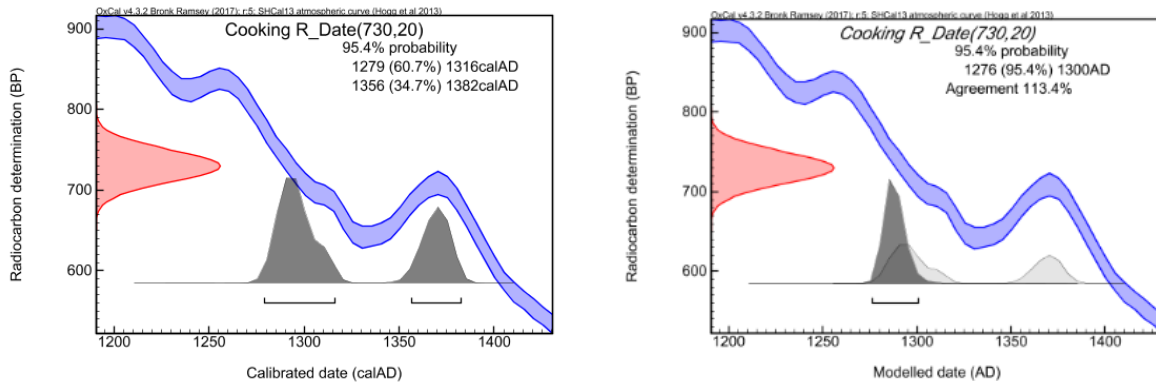 OxCal v4.3.2 Bronk Ramsey (2017); r:5; SHCal13 atmospheric curve (Hogg et al 2013)
Cooking R_Date(730,20)
95.4% probability
1279 (60.7%) 1316calAD
1356 (34.7%) 1382calAD
Radiocarbon determination (BP)
900
800
700
600
1200 1250 1300 1350 1400
Calibrated date (calAD)
OxCal v4.3.2 Bronk Ramsey (2017); r:5; SHCal13 atmospheric curve (Hogg et al 2013)
Cooking R_Date(730,20)
95.4% probability
1276 (95.4%) 1300AD
Agreement 113.4%
Radiocarbon determination (BP)
900
800
700
600
1200 1250 1300 1350 1400
Modelled date (AD)